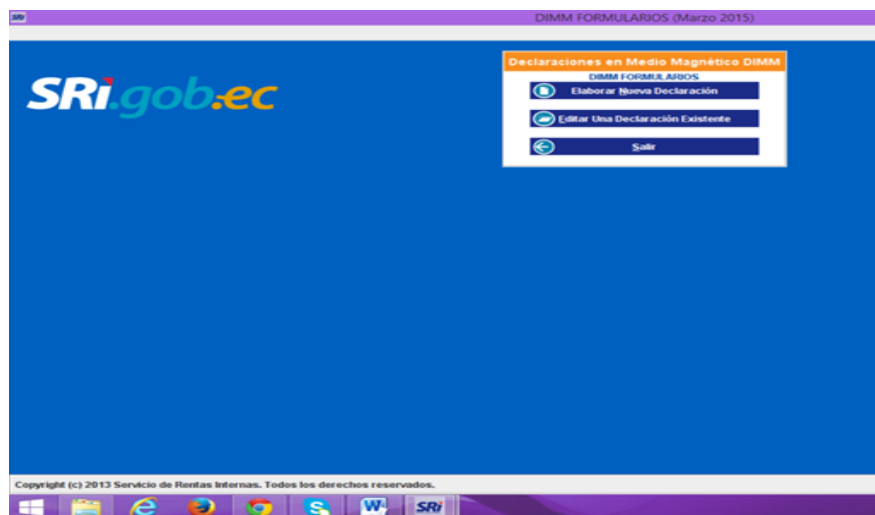 SRi
DIMM FORMULARIOS (Marzo 2015)
SRi.gob.ec
Declaraciones en Medio Magnético DIMM
DIMM FORMULARIOS
Elaborar Nueva Declaración
Editar Una Declaración Existente
Salir
Copyright (c) 2013 Servicio de Rentas Internas. Todos los derechos reservados.
SRi